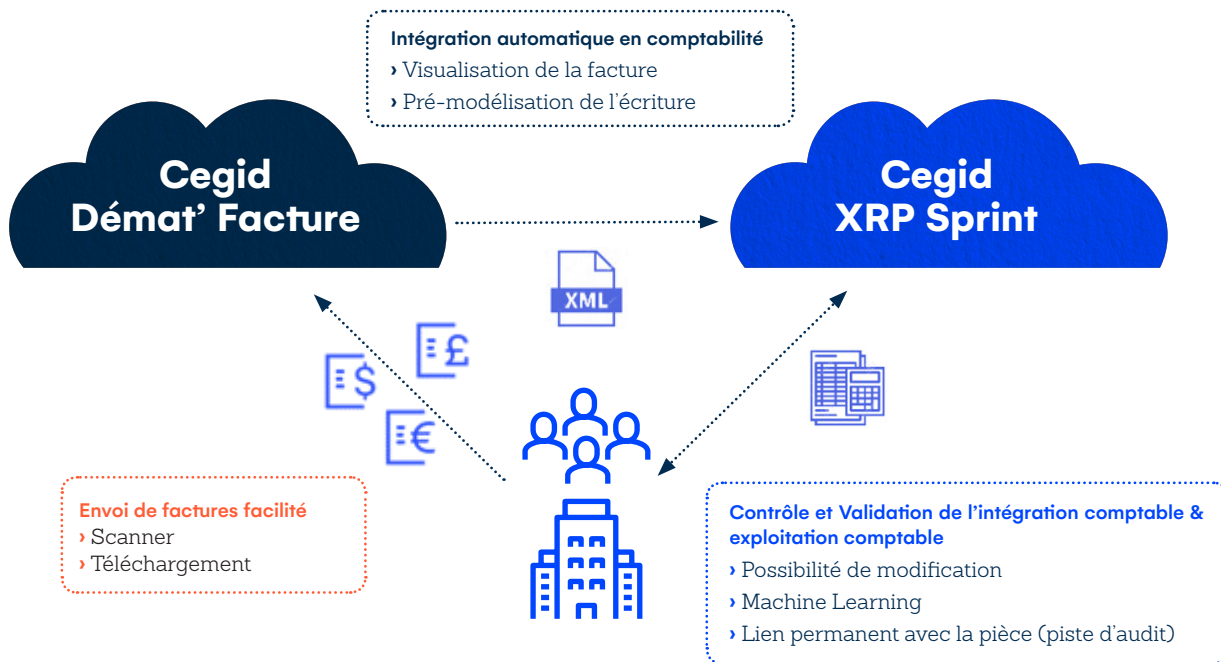 Intégration automatique en comptabilité
› Visualisation de la facture
› Pré-modélisation de l'écriture
Cegid
Démat' Facture
Cegid
XRP Sprint
XML
$
£
€
Envoi de factures facilité
› Scanner
› Téléchargement
Contrôle et Validation de l'intégration comptable &
exploitation comptable
› Possibilité de modification
› Machine Learning
› Lien permanent avec la pièce (piste d'audit)